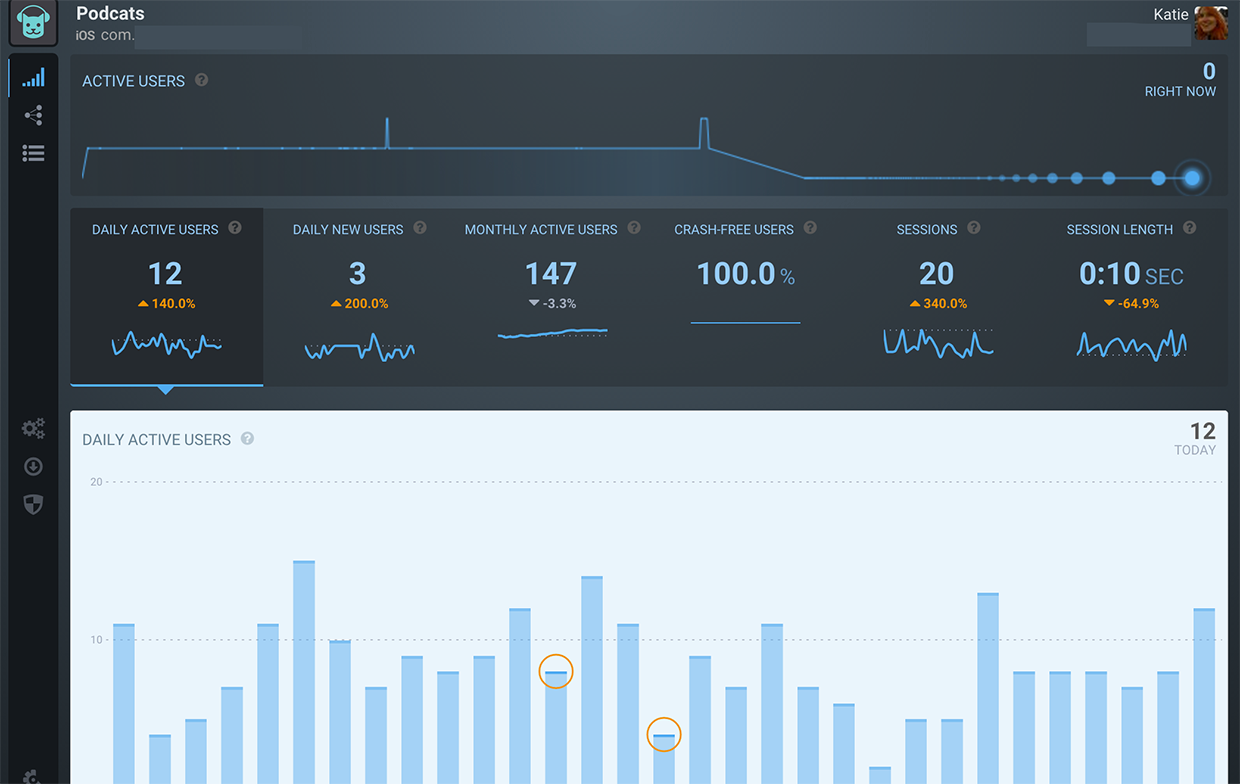 Podcats
iOS com.
Katie
ACTIVE USERS ?
0
RIGHT NOW
DAILY ACTIVE USERS ?
12
140.0%
DAILY NEW USERS ?
3
200.0%
MONTHLY ACTIVE USERS ?
147
-3.3%
CRASH-FREE USERS ?
100.0 %
SESSIONS ?
20
340.0%
SESSION LENGTH ?
0:10 SEC
-64.9%
DAILY ACTIVE USERS ?
12
TODAY
20
10